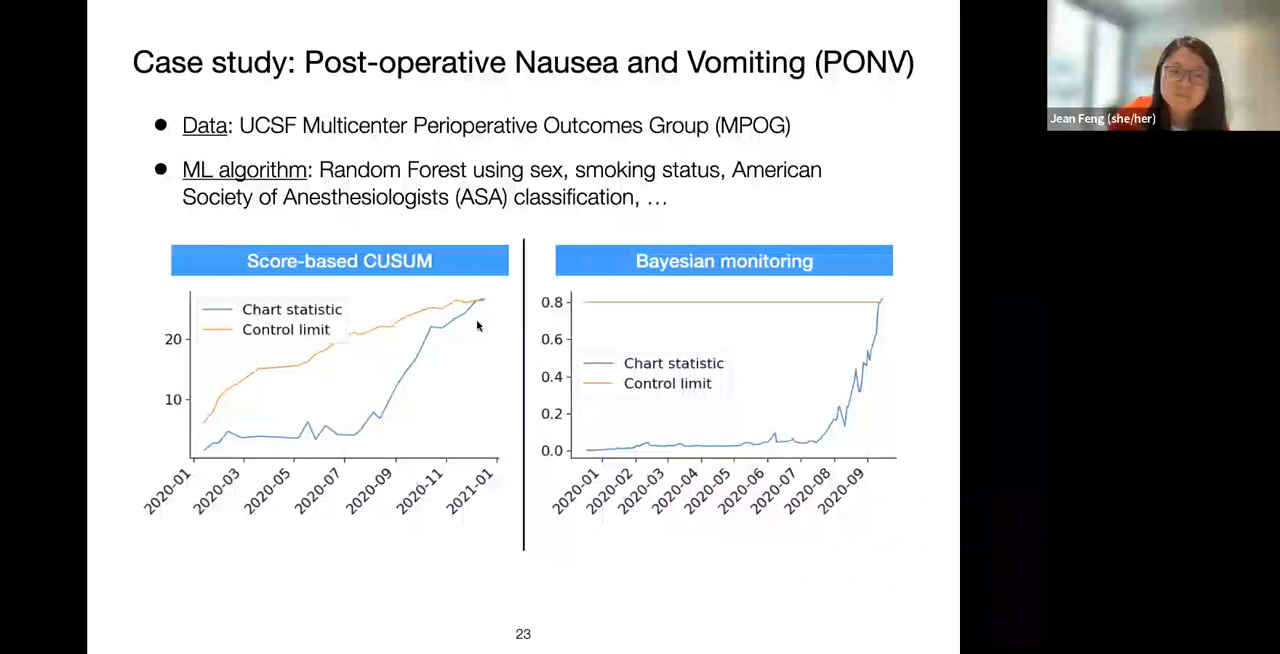 Case study: Post-operative Nausea and Vomiting (PONV)
Data: UCSF Multicenter Perioperative Outcomes Group (MPOG)
ML algorithm: Random Forest using sex, smoking status, American
Society of Anesthesiologists (ASA) classification, …
Score-based CUSUM
Chart statistic
Control limit
20
10
2020-01
2020-03
2020-05
2020-07
2020-09
2020-11
2021-01
Bayesian monitoring
0.8
0.6
0.4
0.2
0.0
Chart statistic
Control limit
2020-01
2020-02
2020-03
2020-04
2020-05
2020-06
2020-07
2020-08
2020-09
23
Jean Feng (she/her)